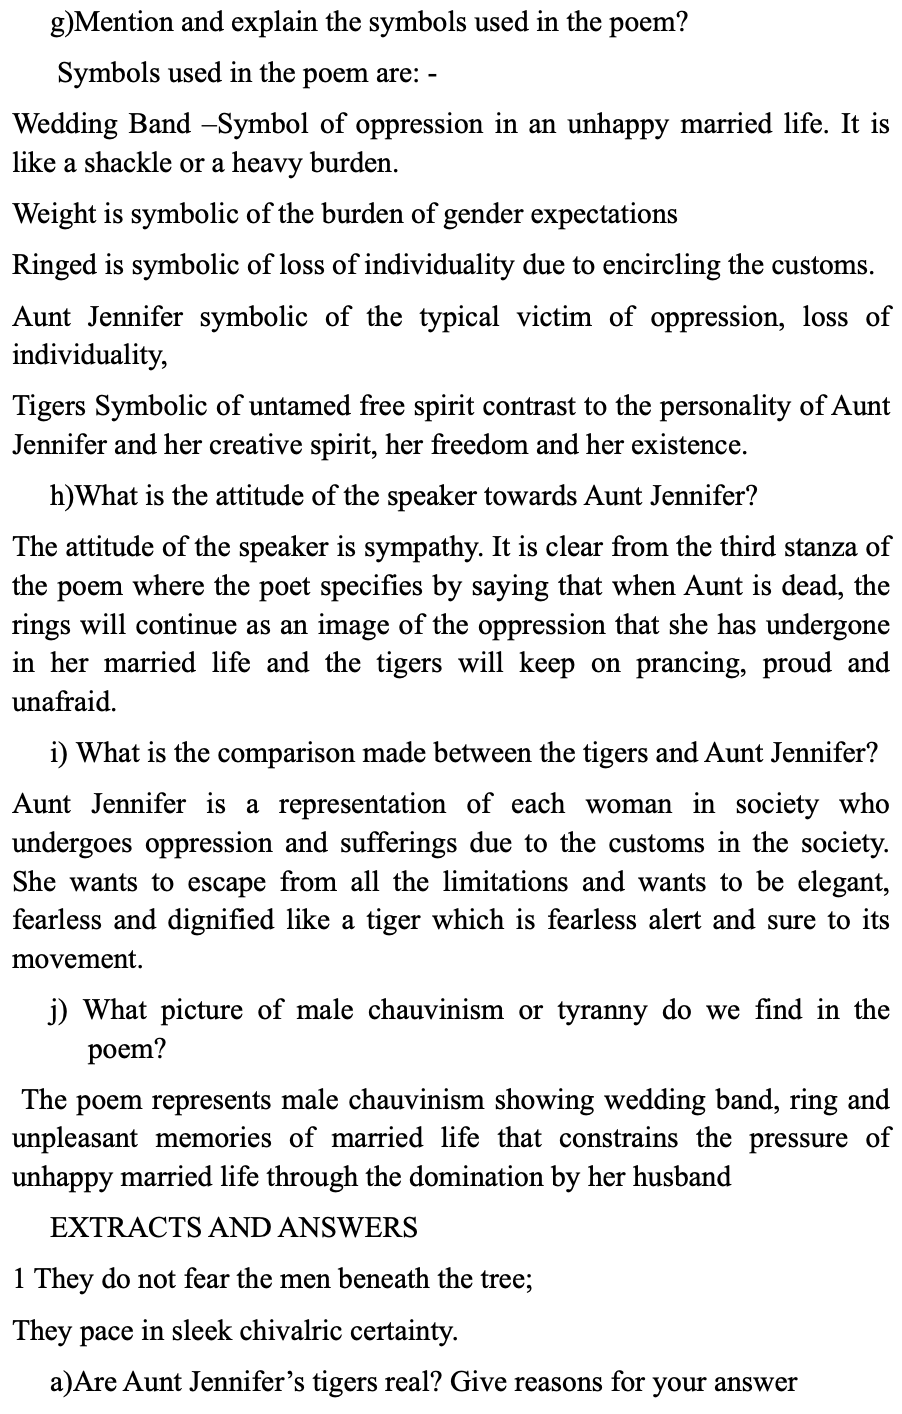 g)Mention and explain the symbols used in the poem?
Symbols used in the poem are: -
Wedding Band –Symbol of oppression in an unhappy married life. It is
like a shackle or a heavy burden.
Weight is symbolic of the burden of gender expectations
Ringed is symbolic of loss of individuality due to encircling the customs.
Aunt Jennifer symbolic of the typical victim of oppression, loss of
individuality,
Tigers Symbolic of untamed free spirit contrast to the personality of Aunt
Jennifer and her creative spirit, her freedom and her existence.
h)What is the attitude of the speaker towards Aunt Jennifer?
The attitude of the speaker is sympathy. It is clear from the third stanza of
the poem where the poet specifies by saying that when Aunt is dead, the
rings will continue as an image of the oppression that she has undergone
in her married life and the tigers will keep on prancing, proud and
unafraid.
i) What is the comparison made between the tigers and Aunt Jennifer?
Aunt Jennifer is a representation of each woman in society who
undergoes oppression and sufferings due to the customs in the society.
She wants to escape from all the limitations and wants to be elegant,
fearless and dignified like a tiger which is fearless alert and sure to its
movement.
j) What picture of male chauvinism or tyranny do we find in the
poem?
The poem represents male chauvinism showing wedding band, ring and
unpleasant memories of married life that constrains the pressure of
unhappy married life through the domination by her husband
EXTRACTS AND ANSWERS
1 They do not fear the men beneath the tree;
They pace in sleek chivalric certainty.
a)Are Aunt Jennifer’s tigers real? Give reasons for your answer